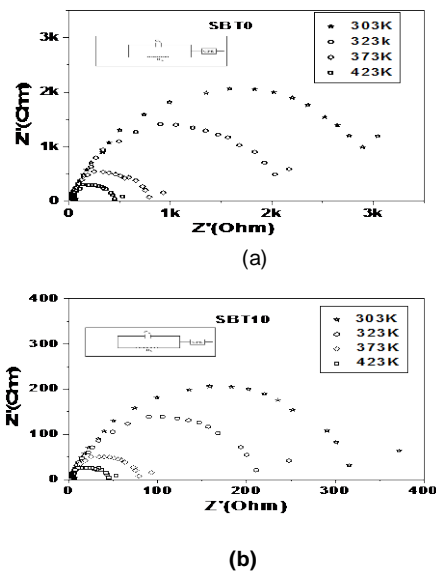 SBT0
303K
323k
373K
423K
3k
2k
1k
0
Z'(Ohm)
0 1k 2k 3k
Z''(Ohm)
(a)
SBT10
303K
323K
373K
423K
400
300
200
100
0
Z'(Ohm)
0 100 200 300 400
Z''(Ohm)
(b)